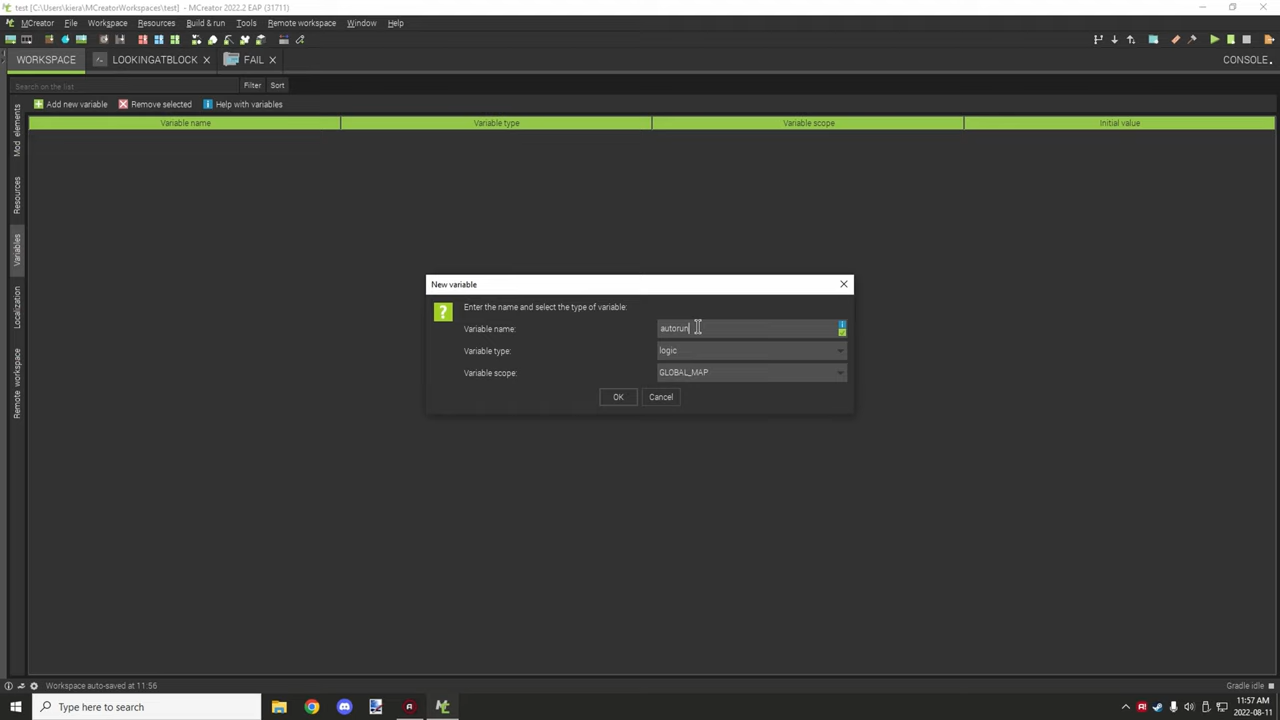 test [C:\Users\kiera\MCreatorWorkspaces\test] - MCreator 2022.2 EAP (31711)
MCreator File Workspace Resources Build & run Tools Remote workspace Window Help
WORKSPACE LOOKINGATBLOCK FAIL CONSOLE
Search on the list Filter Sort
Add new variable Remove selected Help with variables
Variable name Variable type Variable scope Initial value
Mod elements
Resources
Variables
Localization
Remote workspace
New variable
Enter the name and select the type of variable:
Variable name: autorun
Variable type: logic
Variable scope: GLOBAL_MAP
OK Cancel
Workspace auto-saved at 11:56 Gradle idle
Type here to search
11:57 AM
2022-08-11